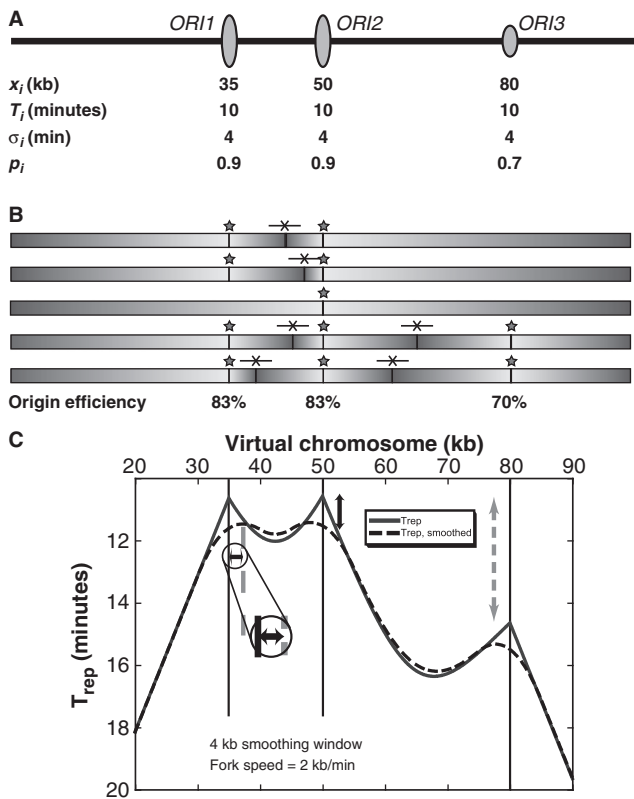 A
ORI1 ORI2 ORI3
xi (kb) 35 50 80
Ti (minutes) 10 10 10
σi (min) 4 4 4
pi 0.9 0.9 0.7
B
Origin efficiency 83% 83% 70%
C
Virtual chromosome (kb)
20 30 40 50 60 70 80 90
Trep
Trep, smoothed
Trep (minutes)
12
14
16
18
20
4 kb smoothing window
Fork speed = 2 kb/min